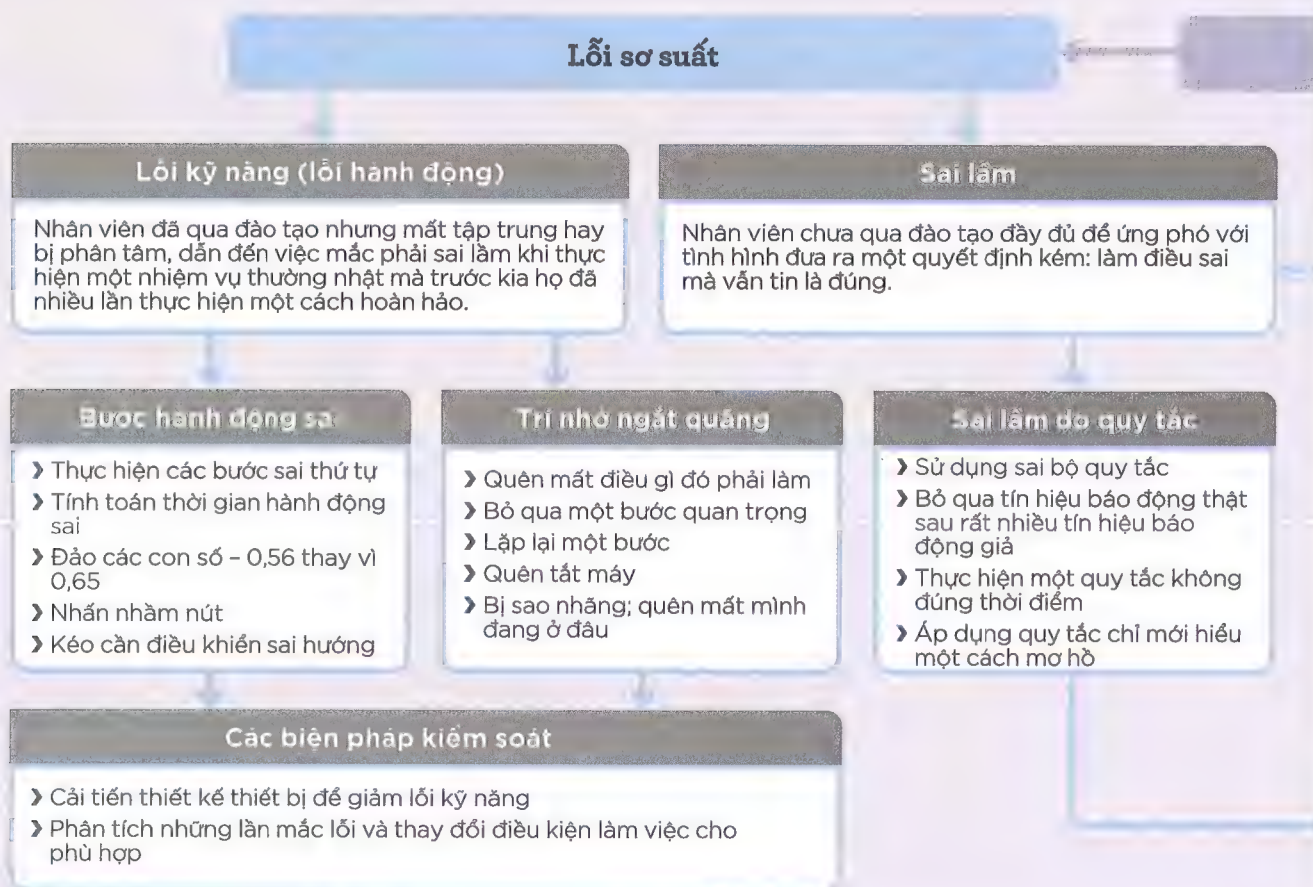 Lỗi sơ suất
Lỗi kỹ năng (lỗi hành động)
Nhân viên đã qua đào tạo nhưng mất tập trung hay
bị phân tâm, dẫn đến việc mắc phải sai lầm khi thực
hiện một nhiệm vụ thường nhật mà trước kia họ đã
nhiều lần thực hiện một cách hoàn hảo.
Sai lầm
Nhân viên chưa qua đào tạo đầy đủ để ứng phó với
tình hình đưa ra một quyết định kém: làm điều sai
mà vẫn tin là đúng.
Bước hành động sai
❯ Thực hiện các bước sai thứ tự
❯ Tính toán thời gian hành động
sai
❯ Đảo các con số – 0,56 thay vì
0,65
❯ Nhấn nhầm nút
❯ Kéo cần điều khiển sai hướng
Trí nhớ ngắt quãng
❯ Quên mất điều gì đó phải làm
❯ Bỏ qua một bước quan trọng
❯ Lặp lại một bước
❯ Quên tắt máy
❯ Bị sao nhãng; quên mất mình
đang ở đâu
Sai lầm do quy tắc
❯ Sử dụng sai bộ quy tắc
❯ Bỏ qua tín hiệu báo động thật
sau rất nhiều tín hiệu báo
động giả
❯ Thực hiện một quy tắc không
đúng thời điểm
❯ Áp dụng quy tắc chỉ mới hiểu
một cách mơ hồ
Các biện pháp kiểm soát
❯ Cải tiến thiết kế thiết bị để giảm lỗi kỹ năng
❯ Phân tích những lần mắc lỗi và thay đổi điều kiện làm việc cho
phù hợp